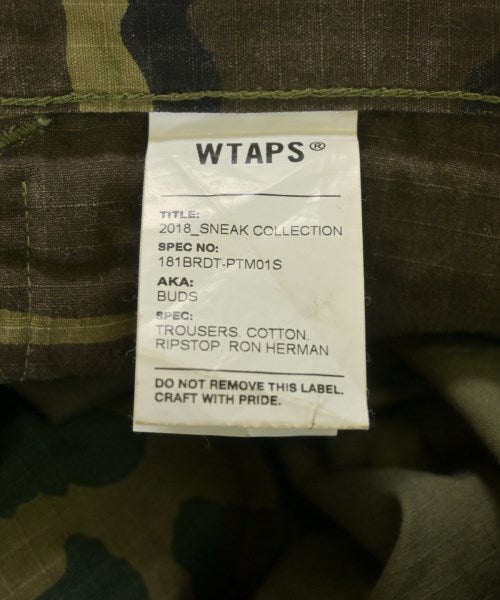 WTAPS®
TITLE:
2018_SNEAK COLLECTION
SPEC NO:
181BRDT-PTM01S
AKA:
BUDS
SPEC:
TROUSERS. COTTON.
RIPSTOP. RON HERMAN
DO NOT REMOVE THIS LABEL.
CRAFT WITH PRIDE.